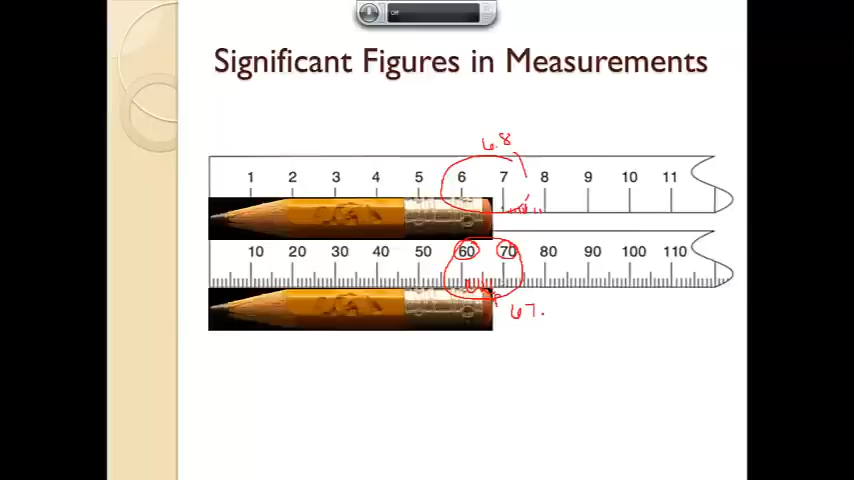 Off
Significant Figures in Measurements
6.8
1 2 3 4 5 6 7 8 9 10 11
10 20 30 40 50 60 70 80 90 100 110
67.